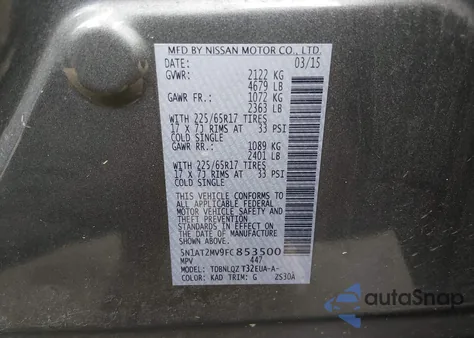 MFD BY NISSAN MOTOR CO., LTD.
DATE: 03/15
GVWR: 2122 KG
4679 LB
GAWR FR.: 1072 KG
2363 LB
WITH 225/65R17 TIRES
17 X 7J RIMS AT 33 PSI
COLD SINGLE
GAWR RR.: 1089 KG
2401 LB
WITH 225/65R17 TIRES
17 X 7J RIMS AT 33 PSI
COLD SINGLE
THIS VEHICLE CONFORMS TO ALL
APPLICABLE FEDERAL
MOTOR VEHICLE SAFETY AND
BUMPER STANDARDS IN
EFFECT ON THE DATE OF
MANUFACTURE SHOWN ABOVE
5N1AT2MV9FC853500
MPV 447
MODEL: TDBNLQZ T32EUA-A-
COLOR: KAD TRIM: G 2S30A
autoSnap